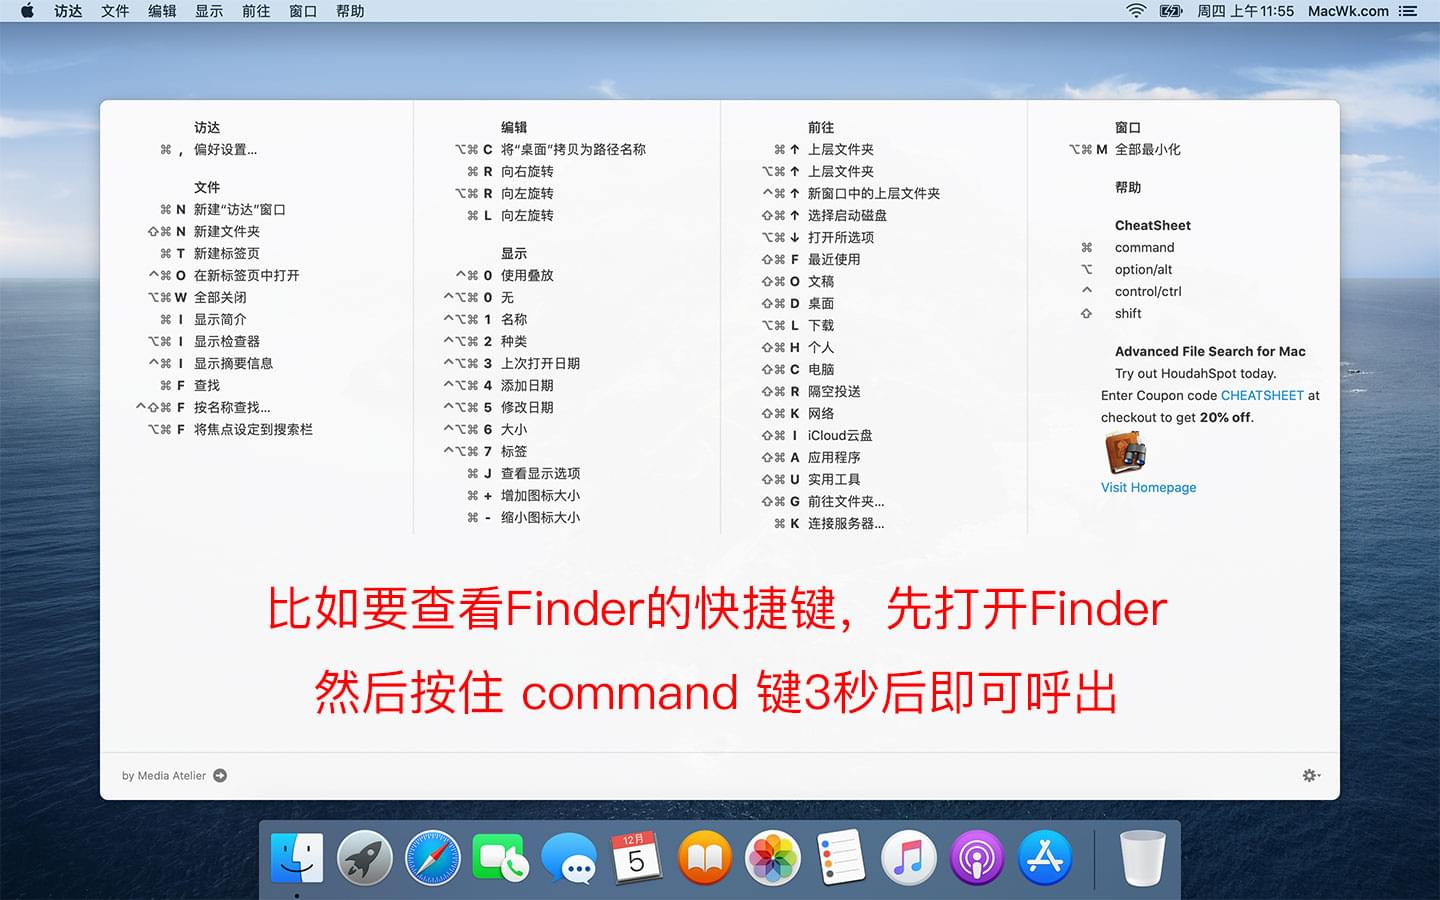 访达 文件 编辑 显示 前往 窗口 帮助
周四 上午11:55 MacWk.com
访达
⌘ , 偏好设置...
文件
⌘ N 新建“访达”窗口
⇧⌘ N 新建文件夹
⌘ T 新建标签页
^⌘ O 在新标签页中打开
⌥⌘ W 全部关闭
⌘ I 显示简介
⌥⌘ I 显示检查器
^⌘ I 显示摘要信息
⌘ F 查找
^⇧⌘ F 按名称查找...
⌥⌘ F 将焦点设定到搜索栏
编辑
⌥⌘ C 将“桌面”拷贝为路径名称
⌘ R 向右旋转
⌥⌘ R 向左旋转
⌘ L 向左旋转
显示
^⌘ 0 使用叠放
^⌥⌘ 0 无
^⌥⌘ 1 名称
^⌥⌘ 2 种类
^⌥⌘ 3 上次打开日期
^⌥⌘ 4 添加日期
^⌥⌘ 5 修改日期
^⌥⌘ 6 大小
^⌥⌘ 7 标签
⌘ J 查看显示选项
⌘ + 增加图标大小
⌘ - 缩小图标大小
前往
⌘ ↑ 上层文件夹
⌥⌘ ↑ 上层文件夹
^⌘ ↑ 新窗口中的上层文件夹
⇧⌘ ↑ 选择启动磁盘
⌥⌘ ↓ 打开所选项
⇧⌘ F 最近使用
⇧⌘ O 文稿
⇧⌘ D 桌面
⌥⌘ L 下载
⇧⌘ H 个人
⇧⌘ C 电脑
⇧⌘ R 隔空投送
⇧⌘ K 网络
⇧⌘ I iCloud云盘
⇧⌘ A 应用程序
⇧⌘ U 实用工具
⇧⌘ G 前往文件夹...
⌘ K 连接服务器...
窗口
⌥⌘ M 全部最小化
帮助
CheatSheet
⌘ command
⌥ option/alt
^ control/ctrl
⇧ shift
Advanced File Search for Mac
Try out HoudahSpot today.
Enter Coupon code CHEATSHEET at
checkout to get 20% off.
Visit Homepage
比如要查看Finder的快捷键，先打开Finder
然后按住 command 键3秒后即可呼出
by Media Atelier
12月
5